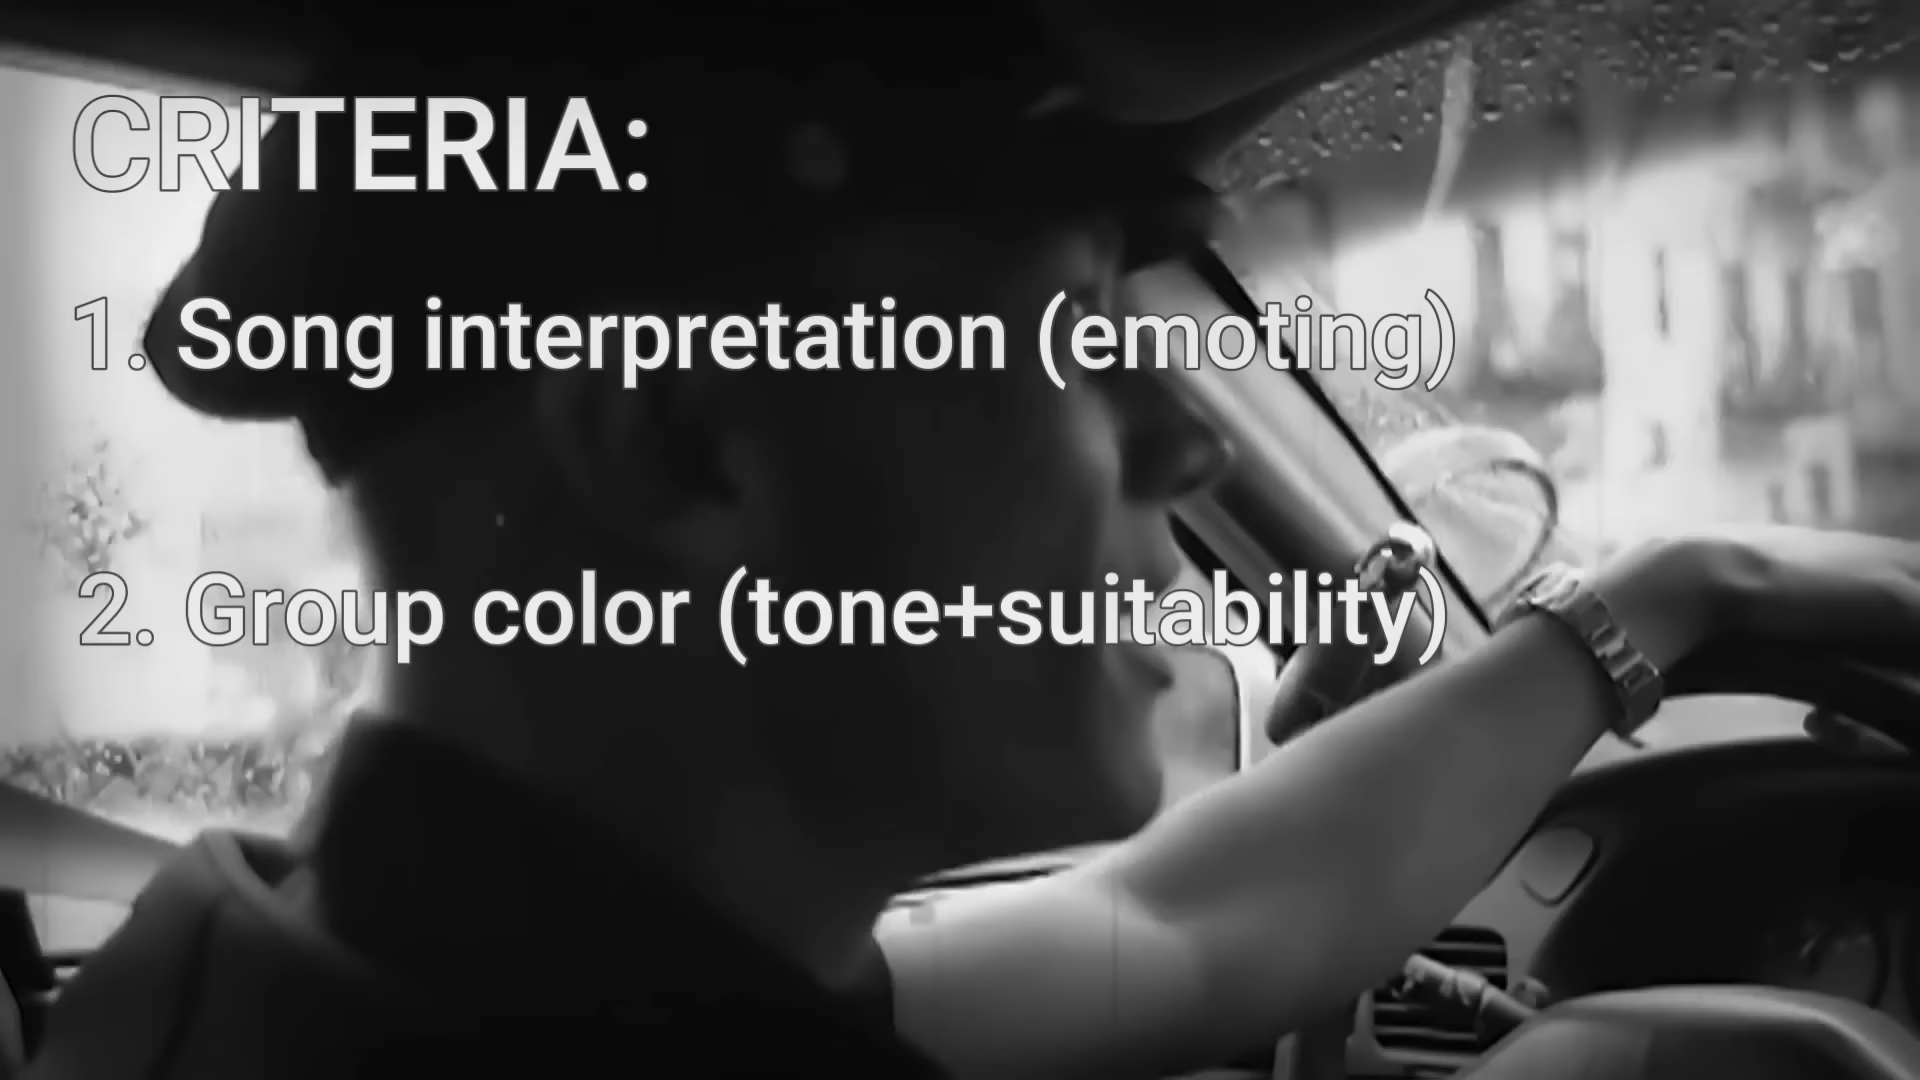 CRITERIA:
1. Song interpretation (emoting)
2. Group color (tone+suitability)